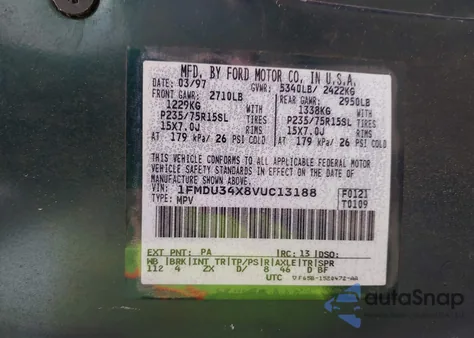 MFD. BY FORD MOTOR CO. IN U.S.A.
DATE: 03/97 GVWR: 5340LB/ 2422KG
FRONT GAWR: 2710LB REAR GAWR: 2950LB
1229KG 1338KG
P235/75R15SL TIRES P235/75R15SL TIRES
15X7.0J RIMS 15X7.0J RIMS
AT 179 kPa/ 26 PSI COLD AT 179 kPa/ 26 PSI COLD
THIS VEHICLE CONFORMS TO ALL APPLICABLE FEDERAL MOTOR
VEHICLE SAFETY STANDARDS IN EFFECT ON THE DATE OF
MANUFACTURE SHOWN ABOVE.
VIN: 1FMDU34X8VUC13188 F0121
TYPE: MPV T0109
EXT PNT: PA RC: 13 DSO:
WB BRK INT TR TP/PS R AXLE TR SPR
112 4 ZX D/ 8 46 D BF
UTC
autoSnap